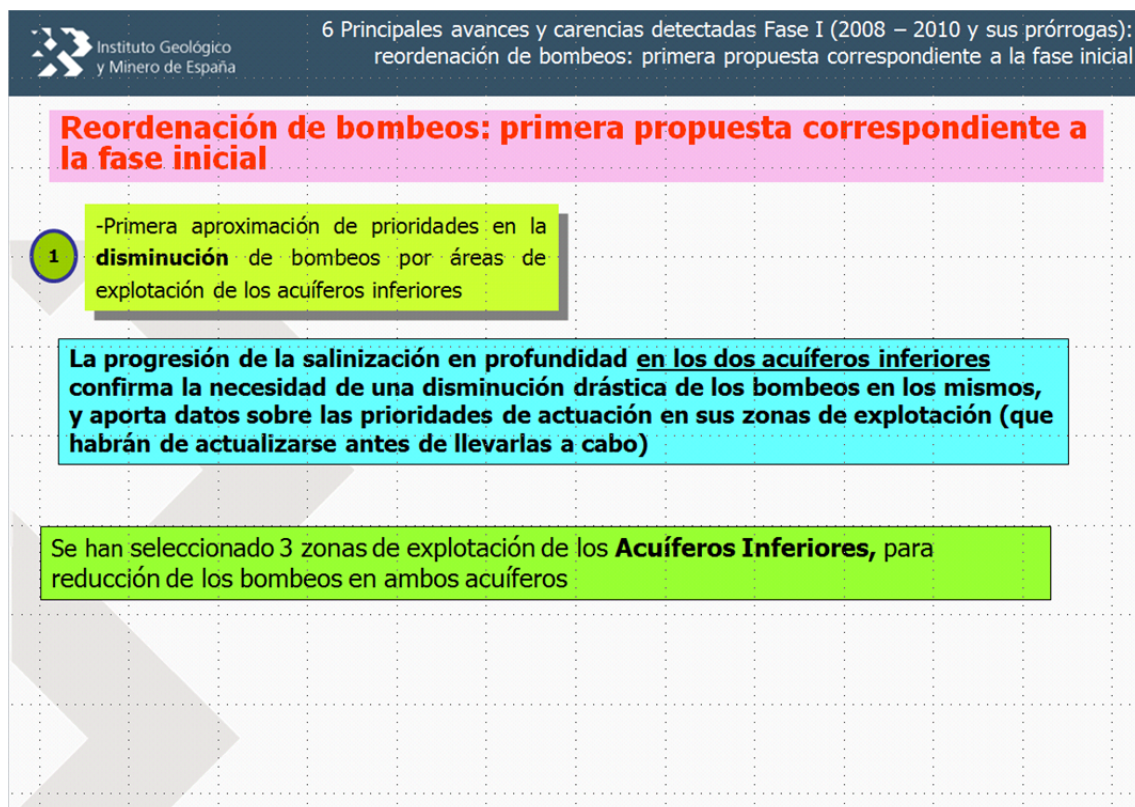 Instituto Geológico
y Minero de España
6 Principales avances y carencias detectadas Fase I (2008 – 2010 y sus prórrogas):
reordenación de bombeos: primera propuesta correspondiente a la fase inicial
Reordenación de bombeos: primera propuesta correspondiente a
la fase inicial
1
-Primera aproximación de prioridades en la
disminución de bombeos por áreas de
explotación de los acuíferos inferiores
La progresión de la salinización en profundidad en los dos acuíferos inferiores
confirma la necesidad de una disminución drástica de los bombeos en los mismos,
y aporta datos sobre las prioridades de actuación en sus zonas de explotación (que
habrán de actualizarse antes de llevarlas a cabo)
Se han seleccionado 3 zonas de explotación de los Acuíferos Inferiores, para
reducción de los bombeos en ambos acuíferos